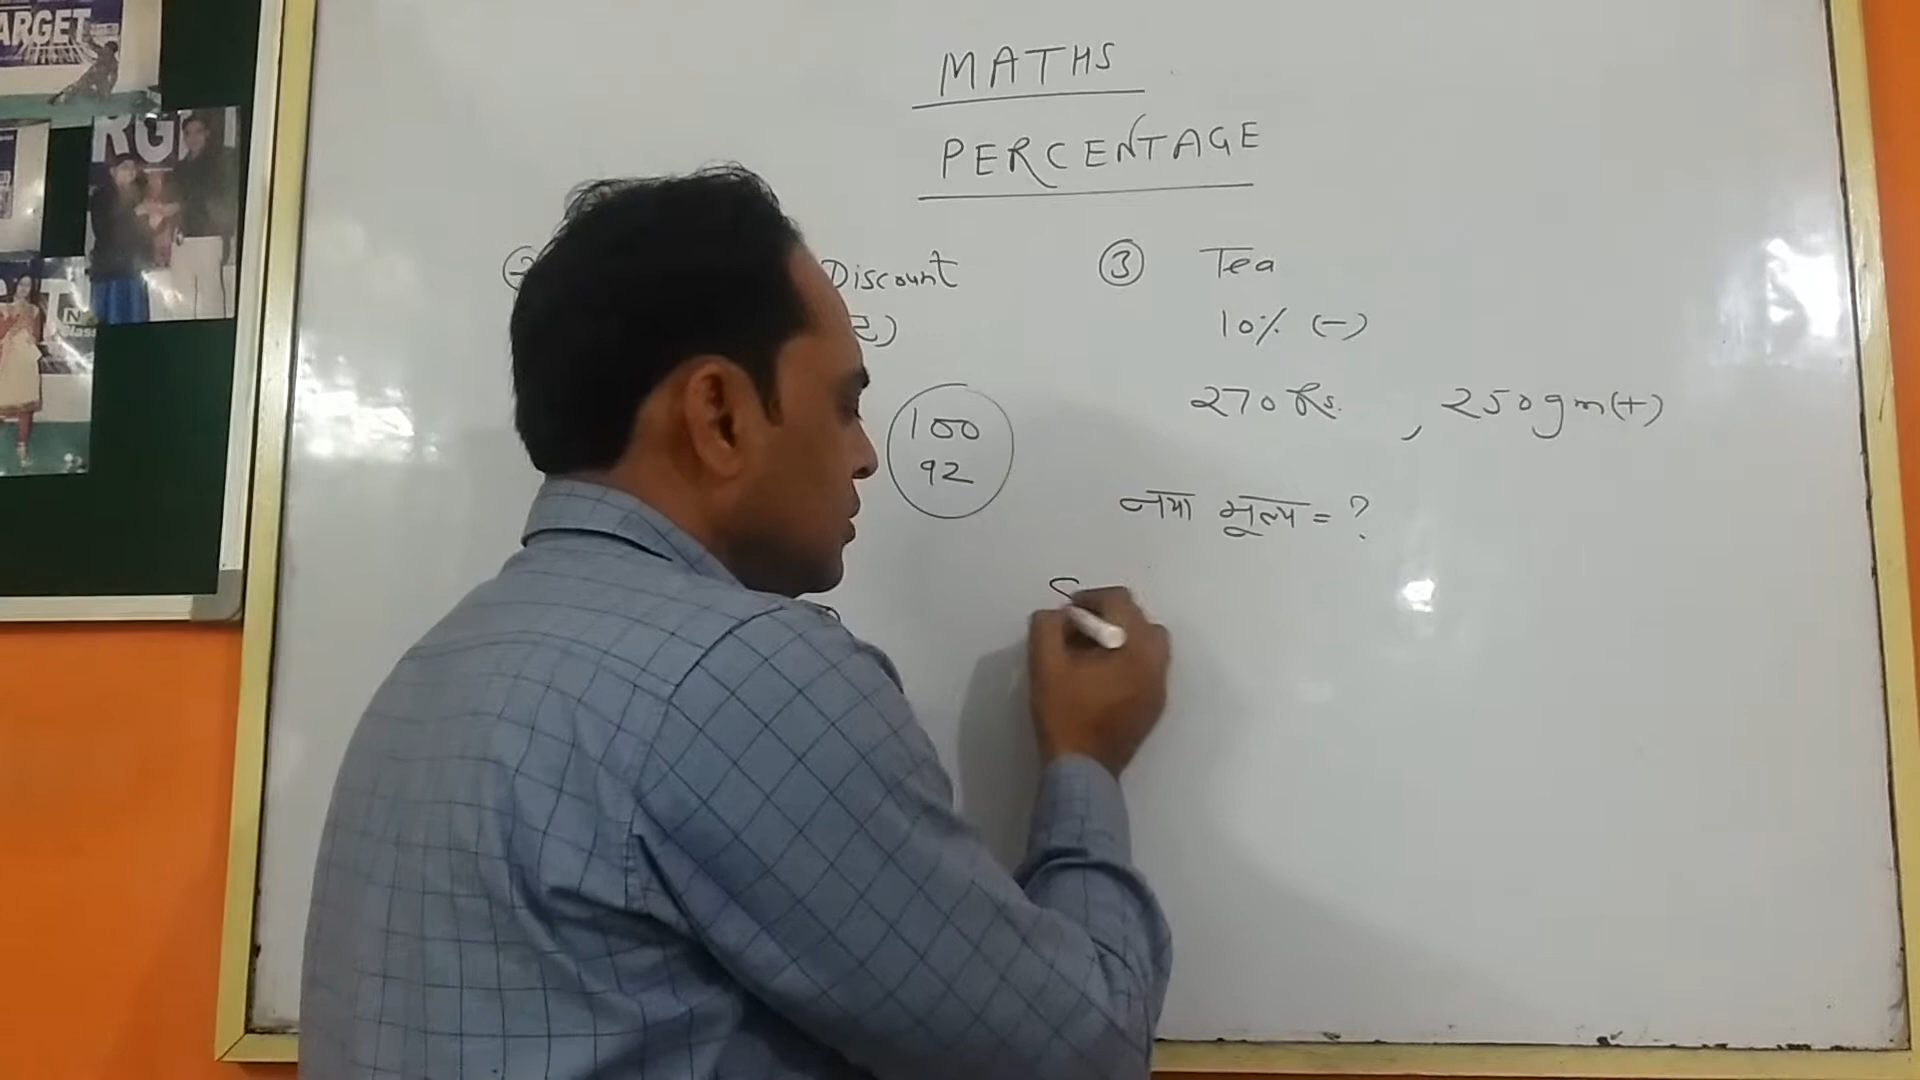 ARGET
MATHS
PERCENTAGE
Discount
100
92
③ Tea
10% (-)
270 Rs. , 250gm(+)
नया मूल्य = ?